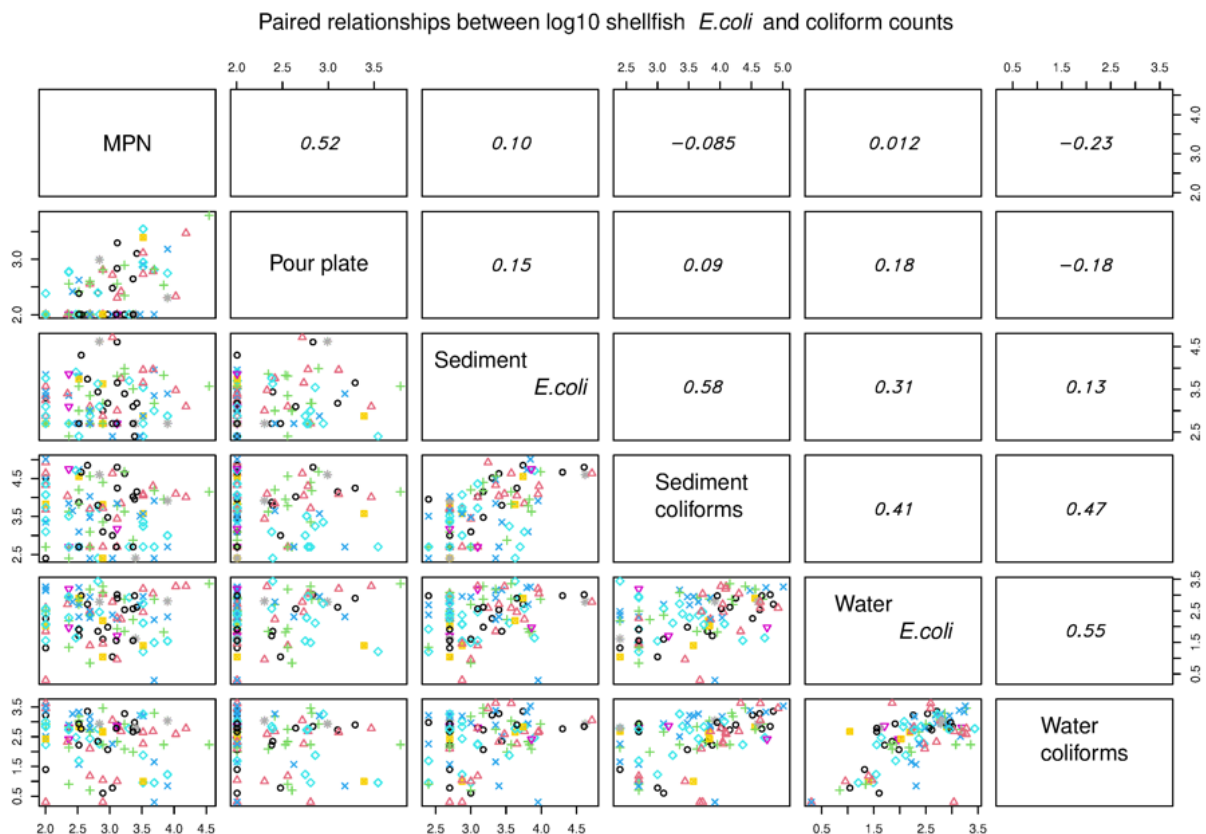 Paired relationships between log10 shellfish E.coli and coliform counts
2.0 2.5 3.0 3.5
2.5 3.0 3.5 4.0 4.5 5.0
0.5 1.5 2.5 3.5
MPN
0.52
0.10
−0.085
0.012
−0.23
2.0 3.0 4.0
2.0 3.0
Pour plate
0.15
0.09
0.18
−0.18
Sediment
E.coli
0.58
0.31
0.13
2.5 3.5 4.5
2.5 3.5 4.5
Sediment
coliforms
0.41
0.47
Water
E.coli
0.55
0.5 1.5 2.5 3.5
0.5 1.5 2.5 3.5
Water
coliforms
2.0 2.5 3.0 3.5 4.0 4.5
2.5 3.0 3.5 4.0 4.5
0.5 1.5 2.5 3.5